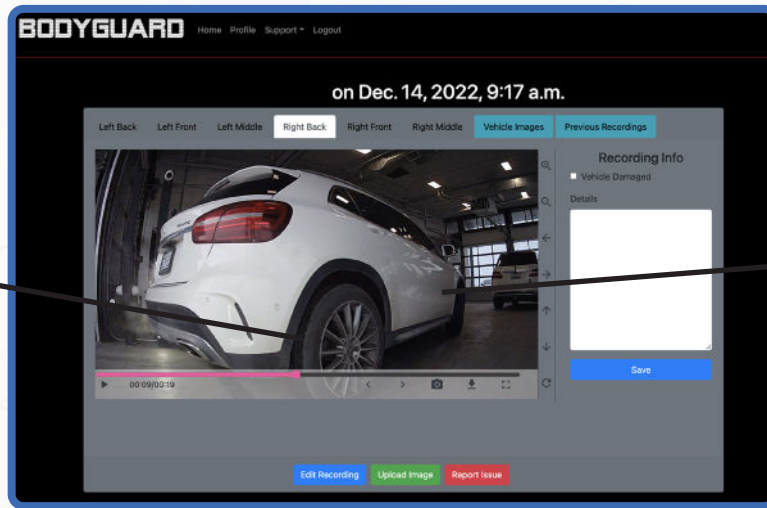 BODYGUARD Home Profile Support Logout
on Dec. 14, 2022, 9:17 a.m.
Left Back Left Front Left Middle Right Back Right Front Right Middle Vehicle Images Previous Recordings
Recording Info
Vehicle Damaged
Details
00:09/00:19
Save
Edit Recording Upload Image Report Issue